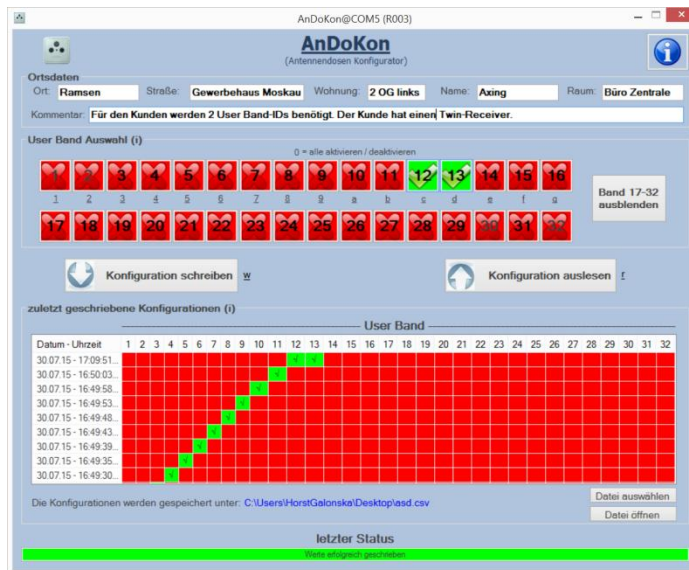 AnDoKon@COM5 (R003)
AnDoKon
(Antennendosen Konfigurator)
Ortsdaten
Ort: Ramsen Straße: Gewerbehaus Moskau Wohnung: 2 OG links Name: Axing Raum: Büro Zentrale
Kommentar: Für den Kunden werden 2 User Band-IDs benötigt. Der Kunde hat einen Twin-Receiver.
User Band Auswahl (i)
0 = alle aktivieren / deaktivieren
1 2 3 4 5 6 7 8 9 10 11 12 13 14 15 16
1 2 3 4 5 6 7 8 9 a b c d e f g
Band 17-32
ausblenden
17 18 19 20 21 22 23 24 25 26 27 28 29 30 31 32
Konfiguration schreiben w Konfiguration auslesen r
zuletzt geschriebene Konfigurationen (i)
User Band
Datum - Uhrzeit 1 2 3 4 5 6 7 8 9 10 11 12 13 14 15 16 17 18 19 20 21 22 23 24 25 26 27 28 29 30 31 32
30.07.15 - 17:09:51... √ √
30.07.15 - 16:50:03... √
30.07.15 - 16:49:58... √
30.07.15 - 16:49:53... √
30.07.15 - 16:49:48... √
30.07.15 - 16:49:43... √
30.07.15 - 16:49:39... √
30.07.15 - 16:49:35... √
30.07.15 - 16:49:30... √
Datei auswählen
Die Konfigurationen werden gespeichert unter: C:\Users\HorstGalonska\Desktop\asd.csv
Datei öffnen
letzter Status
Werte erfolgreich geschrieben